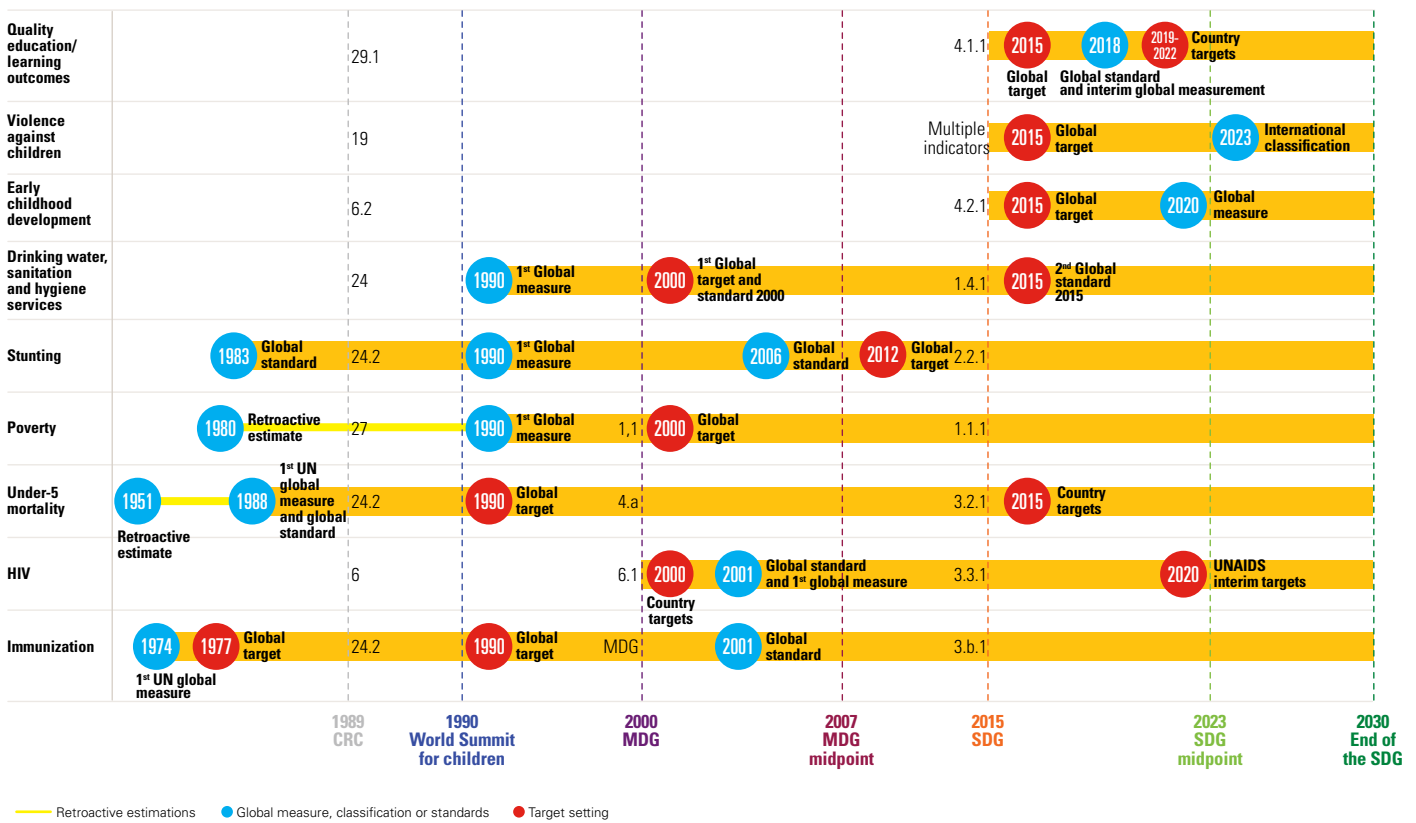 Quality
education/
learning
outcomes
29.1
4.1.1
2015
Global
target
2018
Global standard
and interim global measurement
2019-
2022
Country
targets
Violence
against
children
19
Multiple
indicators
2015
Global
target
2023
International
classification
Early
childhood
development
6.2
4.2.1
2015
Global
target
2020
Global
measure
Drinking water,
sanitation
and hygiene
services
24
1990
1st Global
measure
2000
1st Global
target and
standard 2000
1.4.1
2015
2nd Global
standard
2015
Stunting
1983
Global
standard
24.2
1990
1st Global
measure
2006
Global
standard
2012
Global
target
2.2.1
Poverty
1980
Retroactive
estimate
27
1990
1st Global
measure
1,1
2000
Global
target
1.1.1
Under-5
mortality
1951
Retroactive
estimate
1988
1st UN
global
measure
and global
standard
24.2
1990
Global
target
4.a
3.2.1
2015
Country
targets
HIV
6
6.1
2000
Country
targets
2001
Global standard
and 1st global measure
3.3.1
2020
UNAIDS
interim targets
Immunization
1974
1st UN global
measure
1977
Global
target
24.2
1990
Global
target
MDG
2001
Global
standard
3.b.1
1989
CRC
1990
World Summit
for children
2000
MDG
2007
MDG
midpoint
2015
SDG
2023
SDG
midpoint
2030
End of
the SDG
Retroactive estimations
Global measure, classification or standards
Target setting